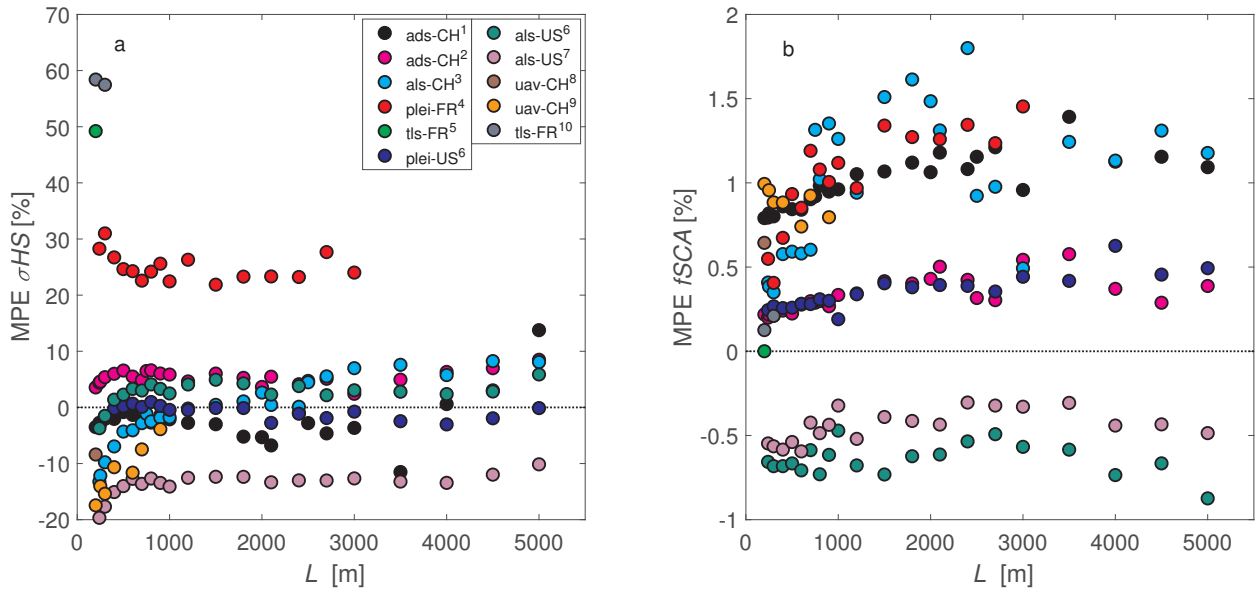 a
MPE σHS [%]
70
60
50
40
30
20
10
0
-10
-20
0
1000
2000
3000
4000
5000
L [m]
ads-CH1
ads-CH2
als-CH3
plei-FR4
tls-FR5
plei-US6
als-US6
als-US7
uav-CH8
uav-CH9
tls-FR10
b
MPE fSCA [%]
2
1.5
1
0.5
0
-0.5
-1
0
1000
2000
3000
4000
5000
L [m]